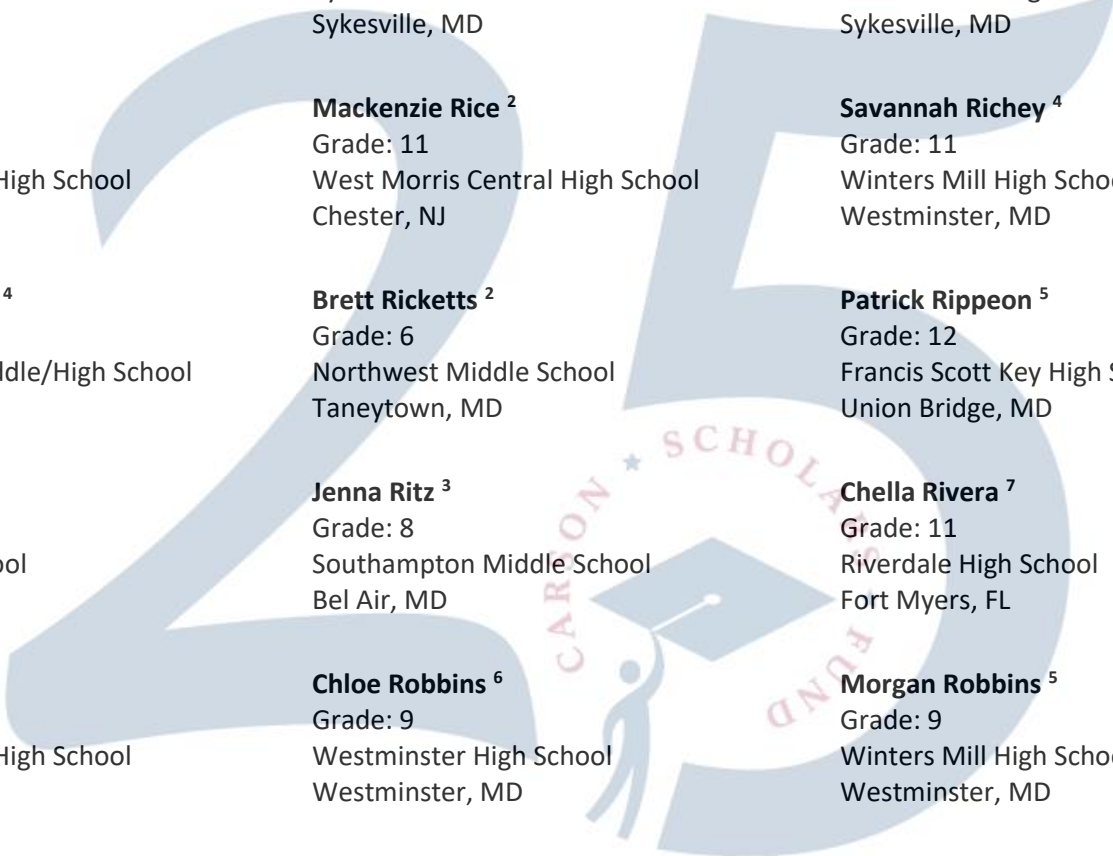 High School
4
ddle/High School
ool
High School
Sykesville, MD
Mackenzie Rice 2
Grade: 11
West Morris Central High School
Chester, NJ
Brett Ricketts 2
Grade: 6
Northwest Middle School
Taneytown, MD
Jenna Ritz 3
Grade: 8
Southampton Middle School
Bel Air, MD
Chloe Robbins 6
Grade: 9
Westminster High School
Westminster, MD
Sykesville, MD
Savannah Richey 4
Grade: 11
Winters Mill High Schoo
Westminster, MD
Patrick Rippeon 5
Grade: 12
Francis Scott Key High S
Union Bridge, MD
Chella Rivera 7
Grade: 11
Riverdale High School
Fort Myers, FL
Morgan Robbins 5
Grade: 9
Winters Mill High Schoo
Westminster, MD
25
CARSON SCHOLARS FUND